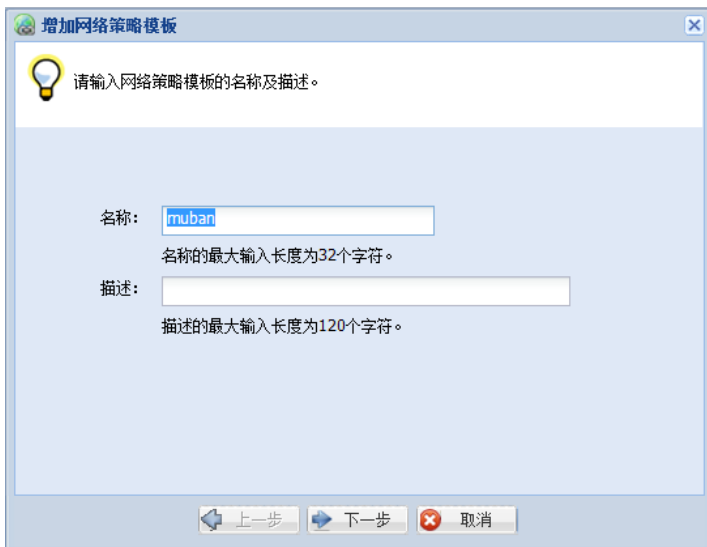 增加网络策略模板
请输入网络策略模板的名称及描述。
名称: muban
名称的最大输入长度为32个字符。
描述:
描述的最大输入长度为120个字符。
上一步 下一步 取消